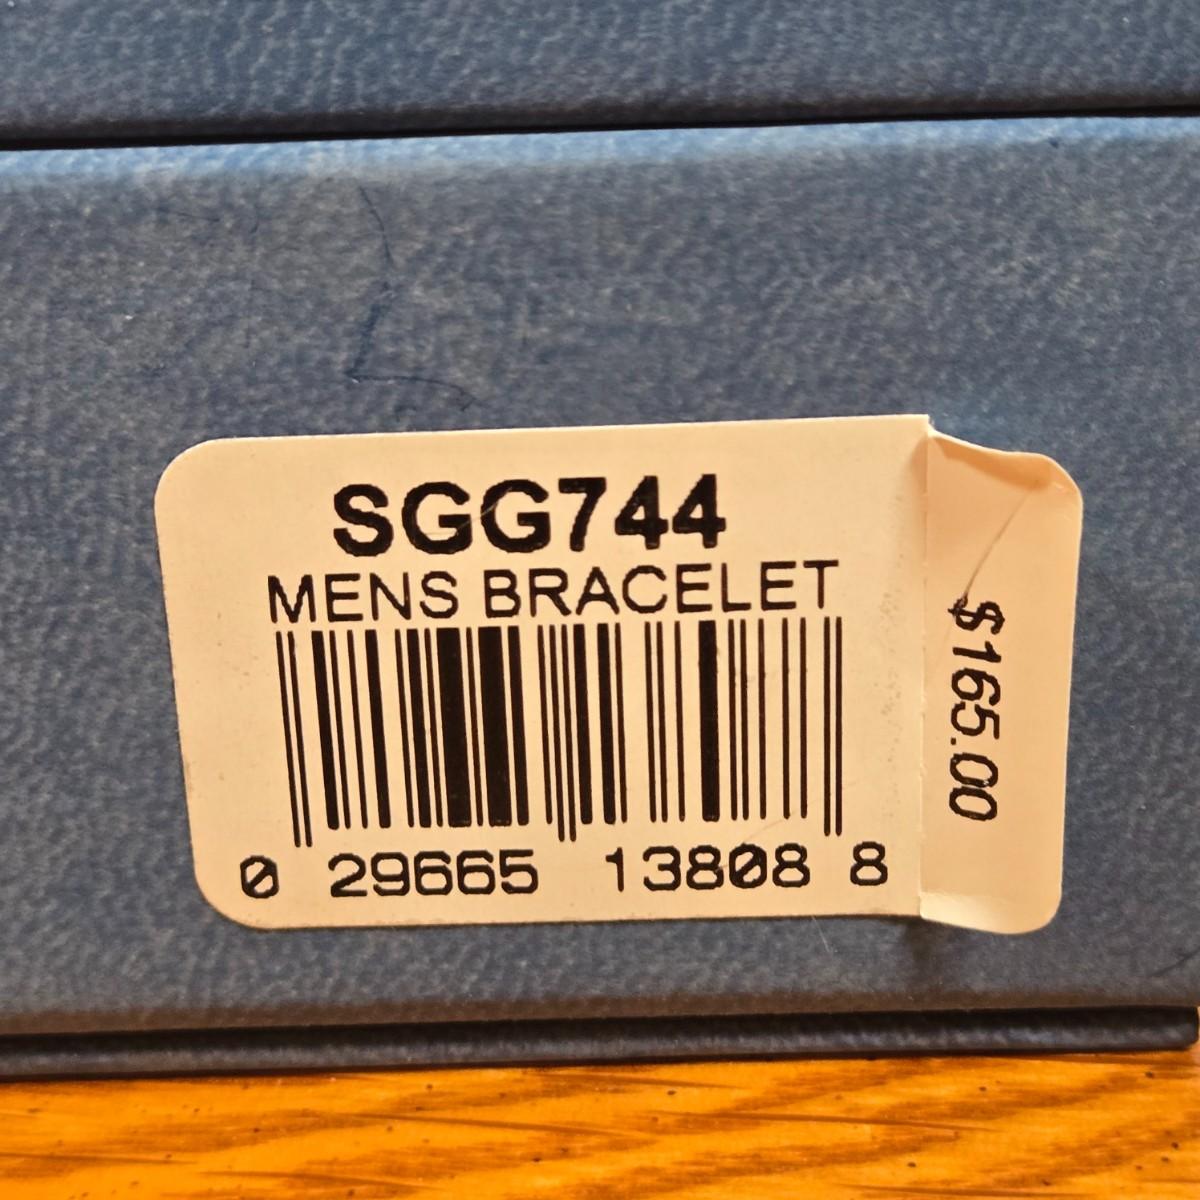 SGG744
MENS BRACELET
0 29665 13808 8
$165.00